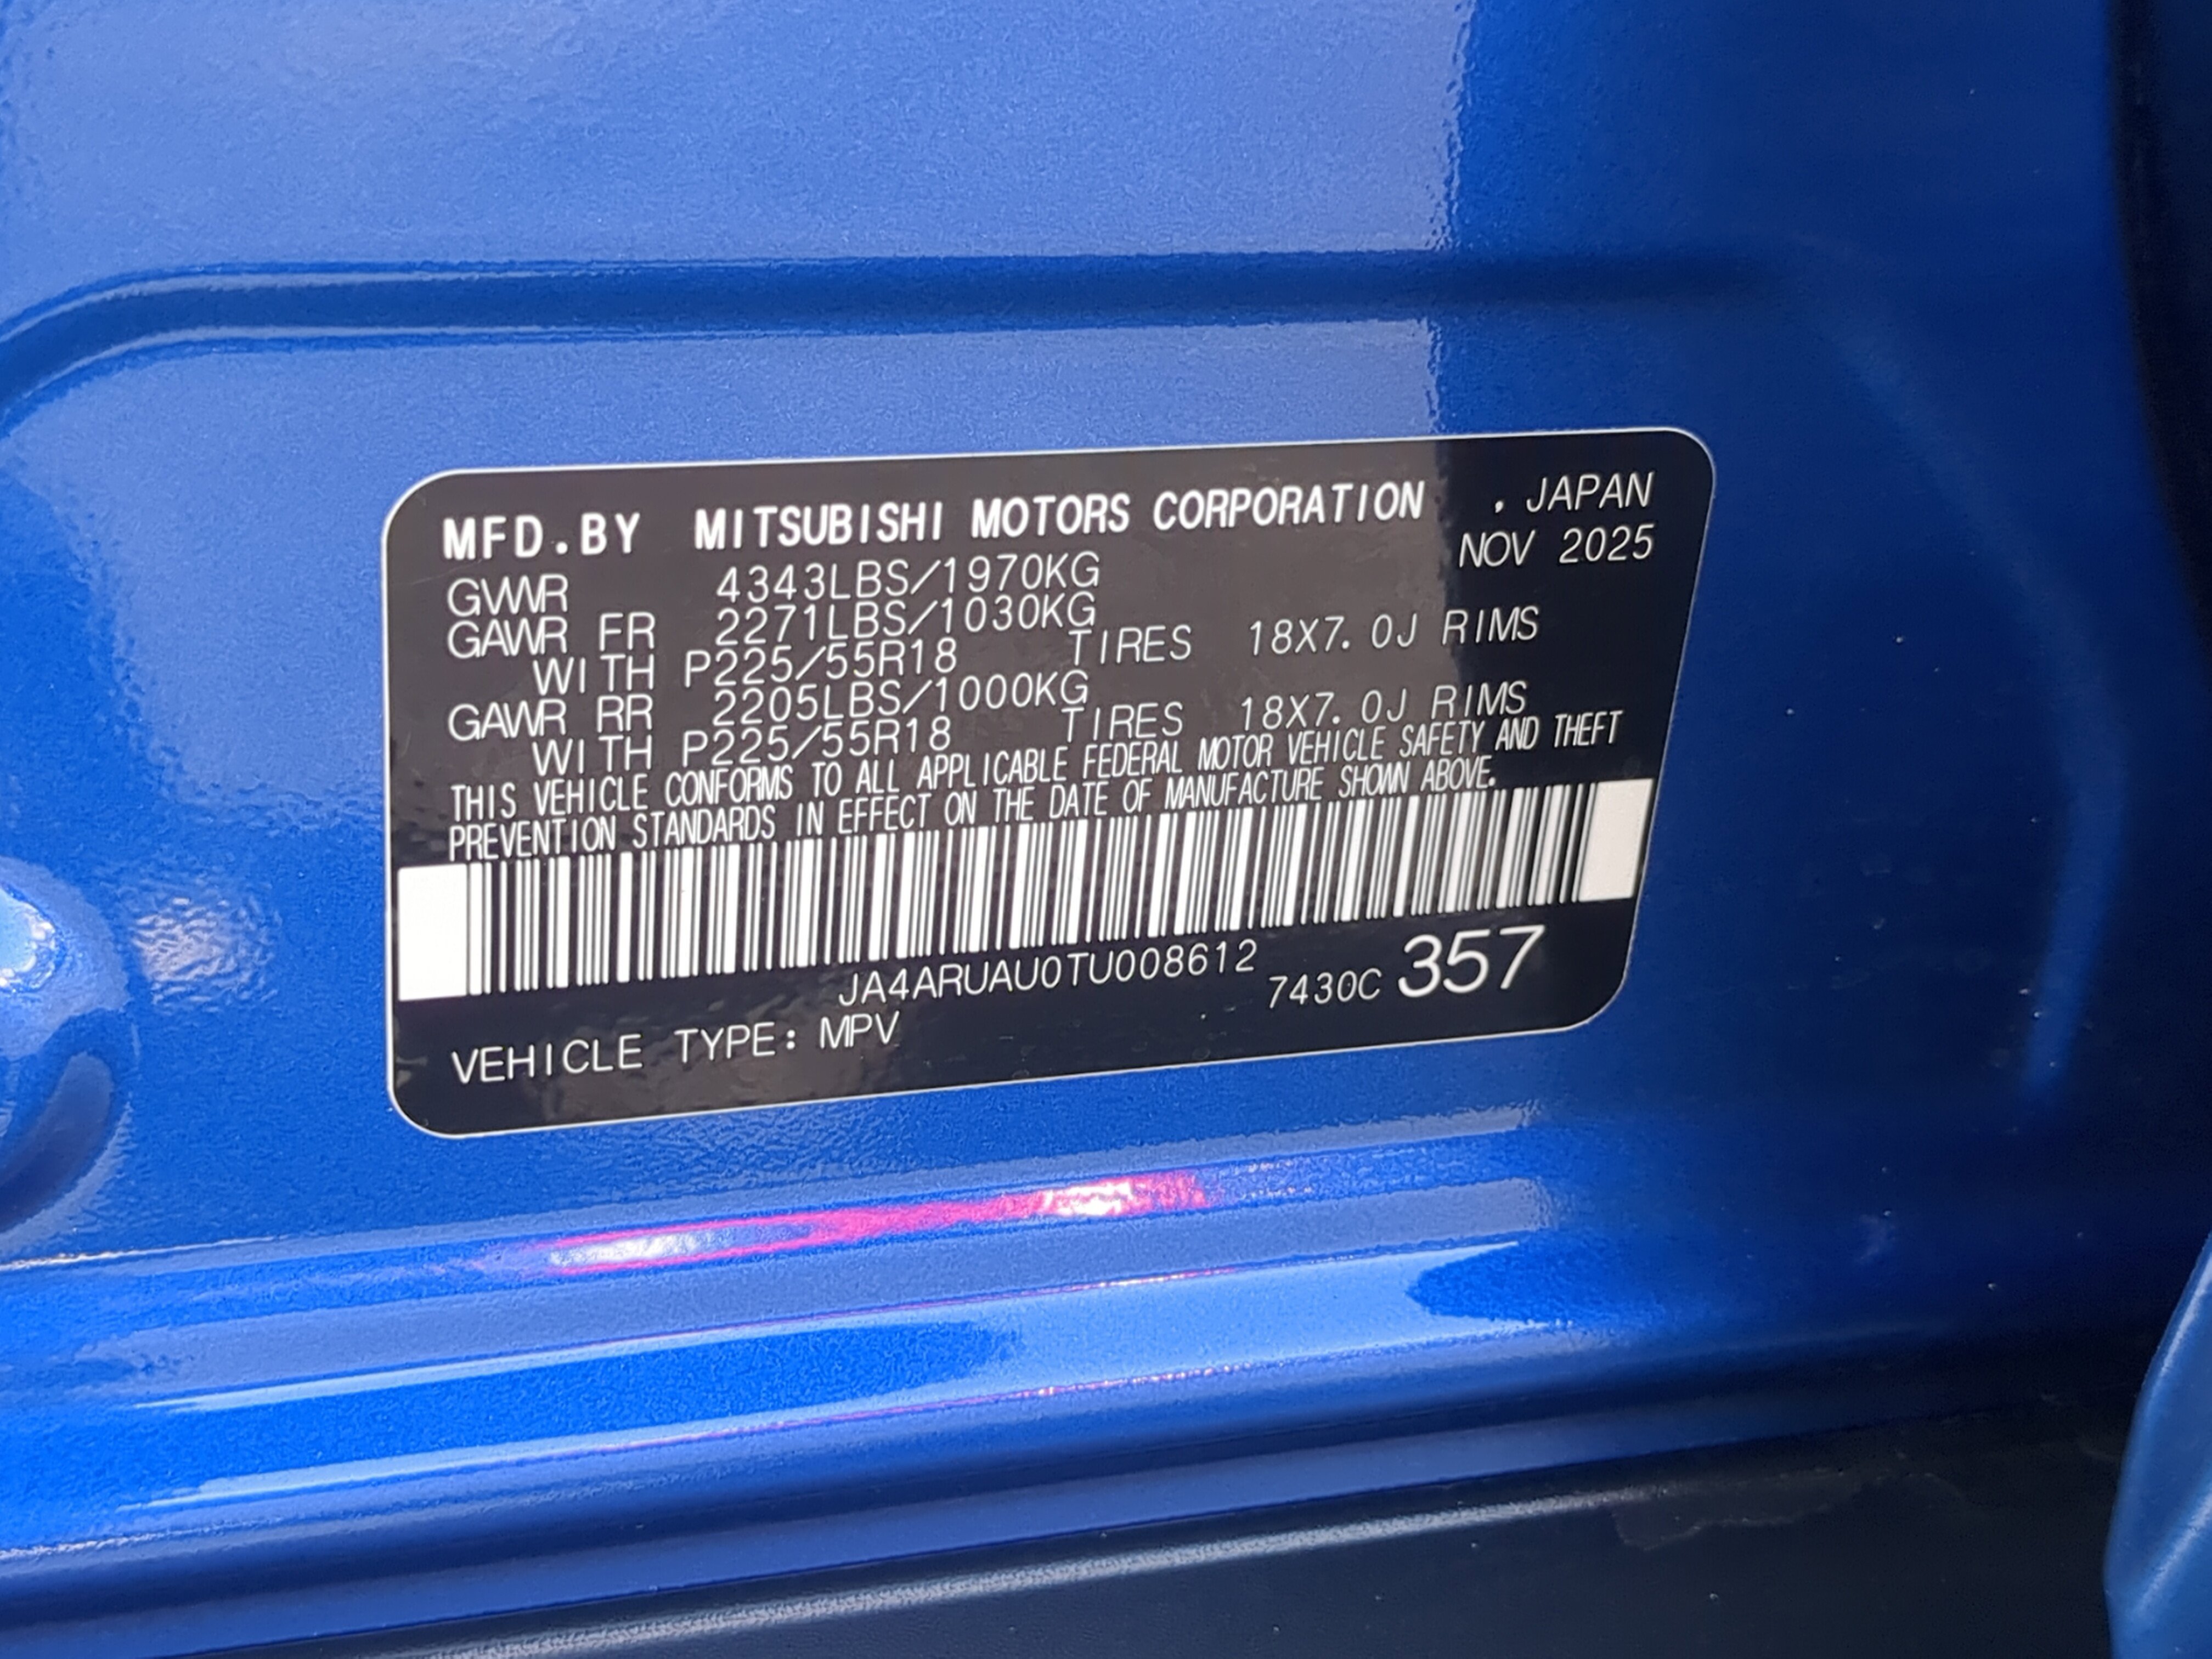 MFD.BY MITSUBISHI MOTORS CORPORATION , JAPAN
NOV 2025
GVWR 4343LBS/1970KG
GAWR FR 2271LBS/1030KG
WITH P225/55R18 TIRES 18X7.0J RIMS
GAWR RR 2205LBS/1000KG
WITH P225/55R18 TIRES 18X7.0J RIMS
THIS VEHICLE CONFORMS TO ALL APPLICABLE FEDERAL MOTOR VEHICLE SAFETY AND THEFT
PREVENTION STANDARDS IN EFFECT ON THE DATE OF MANUFACTURE SHOWN ABOVE.
JA4ARUAU0TU008612 7430C 357
VEHICLE TYPE: MPV